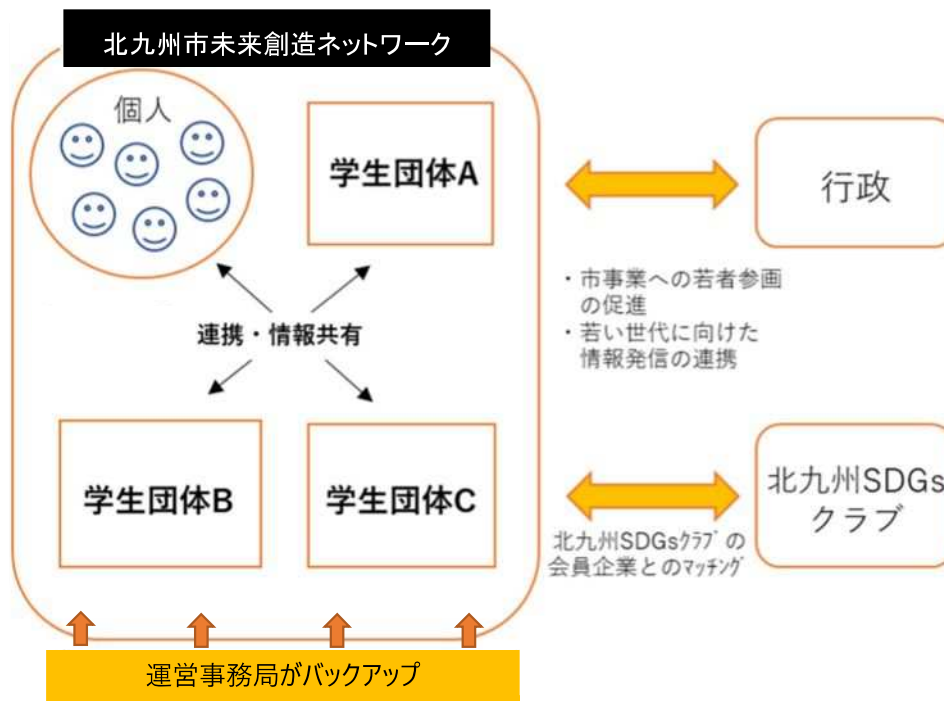 北九州市未来創造ネットワーク
個人
学生団体A
行政
・市事業への若者参画
の促進
・若い世代に向けた
情報発信の連携
連携・情報共有
学生団体B
学生団体C
北九州SDGs
クラブ
北九州SDGsｸﾗﾌﾞの
会員企業とのﾏｯﾁﾝｸﾞ
運営事務局がバックアップ